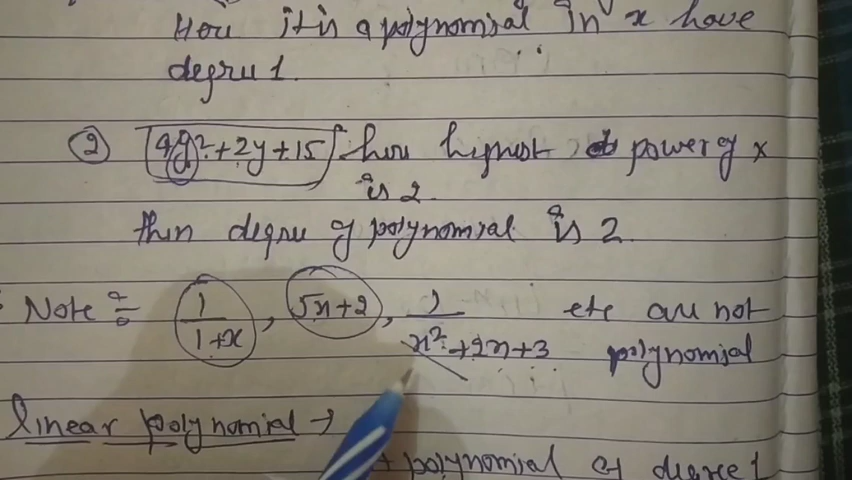 Here it is a polynomial in x have
degree 1.
② 4y²+2y+15 here highest power of x
is 2.
then degree of polynomial is 2
Note: 1/(1+x), √x+2, 1/(x²+2x+3) etc are not
polynomial
linear polynomial →
A polynomial of degree 1